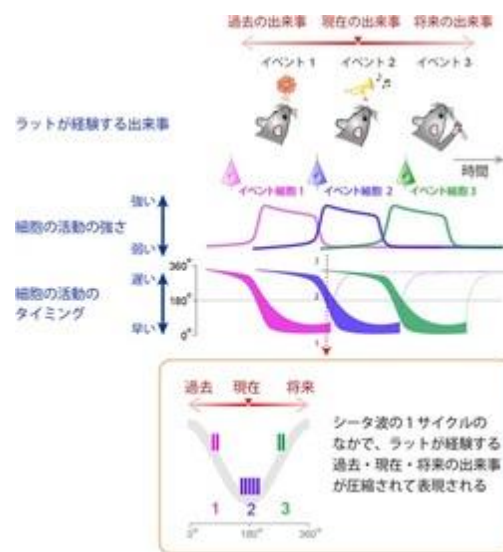 過去の出来事 現在の出来事 将来の出来事
イベント1 イベント2 イベント3
ラットが経験する出来事
時間
イベント細胞1 イベント細胞2 イベント細胞3
強い
細胞の活動の強さ
弱い
360°
遅い
細胞の活動の
タイミング
180°
早い
0°
1
2
3
過去 現在 将来
シータ波の1サイクルの
なかで、ラットが経験する
過去・現在・将来の出来事
が圧縮されて表現される
1 2 3
0° 180° 360°